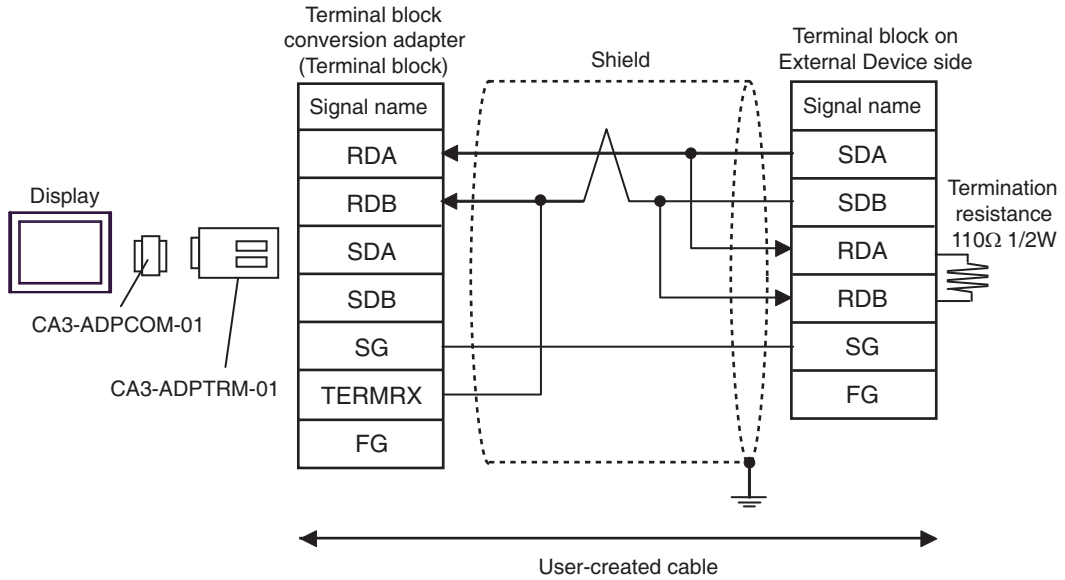 Terminal block
conversion adapter
(Terminal block)
Shield
Terminal block on
External Device side
Signal name
Signal name
RDA
SDA
RDB
SDB
SDA
RDA
SDB
RDB
SG
SG
TERMRX
FG
FG
Termination
resistance
110Ω 1/2W
Display
CA3-ADPCOM-01
CA3-ADPTRM-01
User-created cable